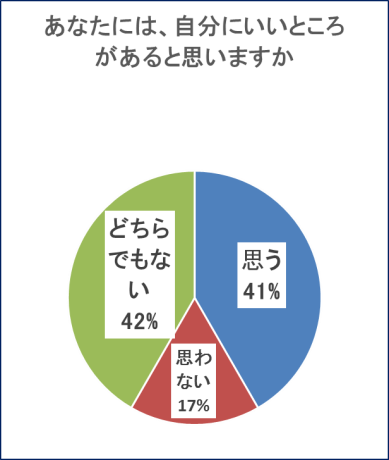 あなたには、自分にいいところ
があると思いますか
どちら
でもな
い
42%
思う
41%
思わ
ない
17%